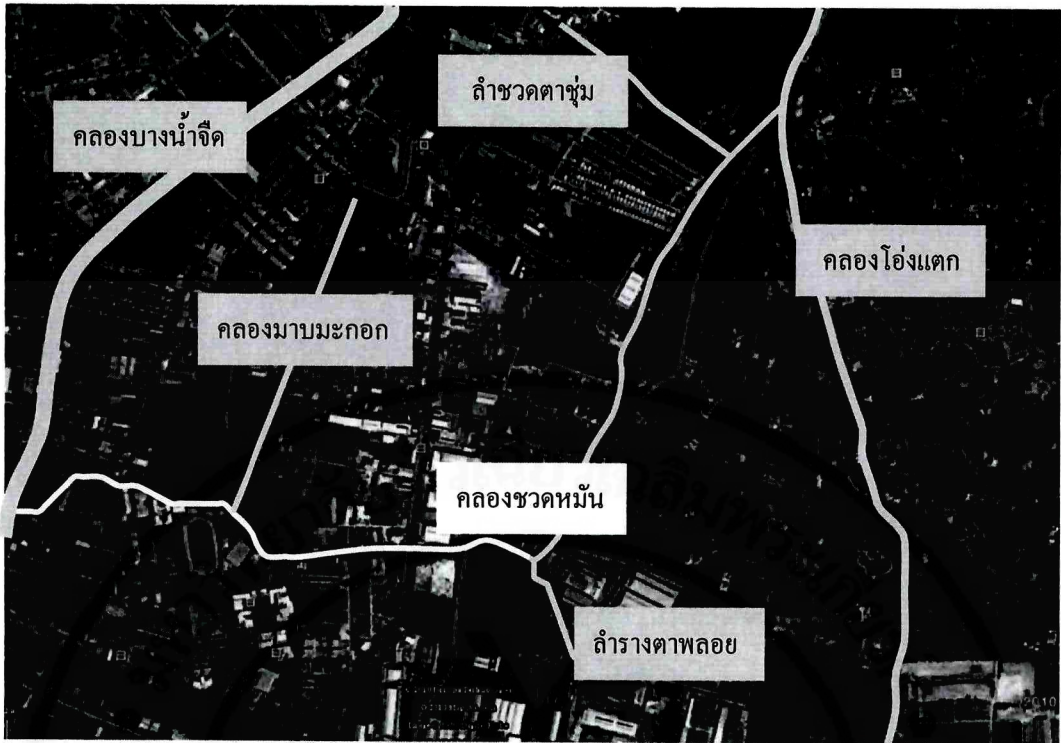 ลำชวดตาชุ่ม
คลองบางน้ำจืด
คลองโอ่งแตก
คลองมาบมะกอก
คลองชวดหมัน
ลำรางตาพลอย
2010